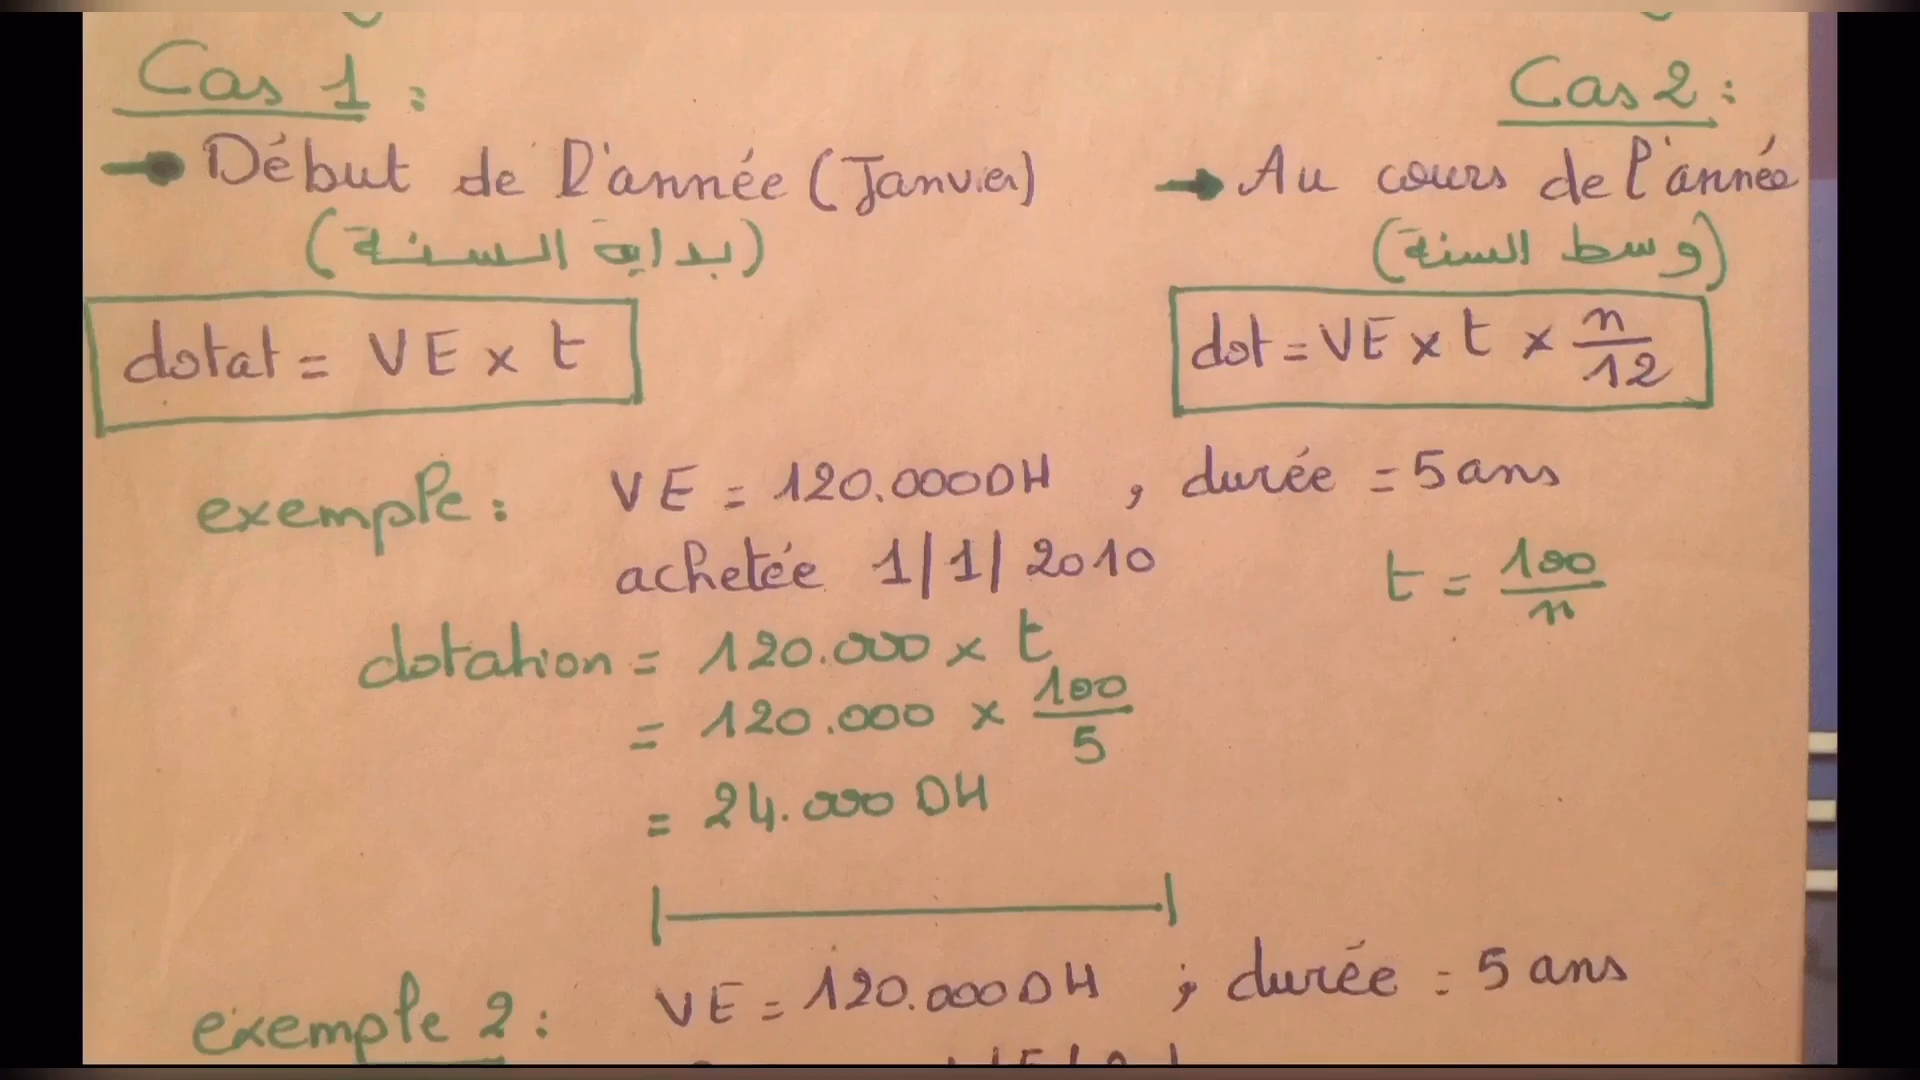 Cas 1 :
→ Début de l'année (Janvier)
(بداية السنة)
dotat = VE x t
Cas 2 :
→ Au cours de l'année
(وسط السنة)
dot = VE x t x n/12
exemple : VE = 120.000DH , durée = 5 ans
achetée 1/1/2010
t = 100/n
dotation = 120.000 x t
= 120.000 x 100/5
= 24.000 DH
exemple 2 : VE = 120.000DH ; durée = 5 ans